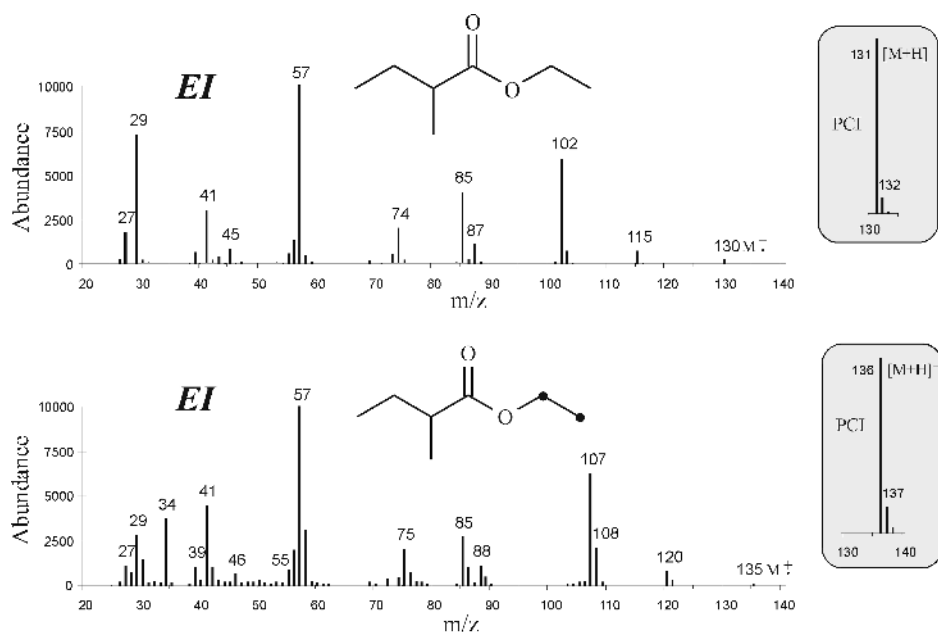 EI
O
O
Abundance
10000
7500
5000
2500
0
27
29
41
45
57
74
85
87
102
115
130 M
20 30 40 50 60 70 80 90 100 110 120 130 140
m/z
131
[M+H]
PCI
132
130
EI
O
O
Abundance
10000
7500
5000
2500
0
27
29
34
39
41
46
55
57
75
85
88
107
108
120
135 M
20 30 40 50 60 70 80 90 100 110 120 130 140
m/z
136
[M+H]
PCI
137
130 140